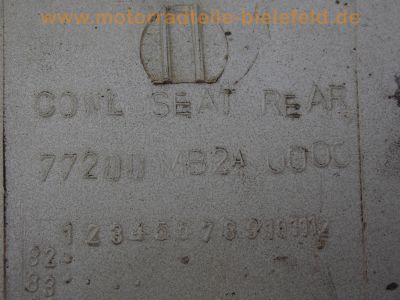 www.motorradteile-bielefeld.de
COWL SEAT REAR
77200 MB2A 0000
1 2 3 4 5 6 7 8 9 10 11 12
82
83